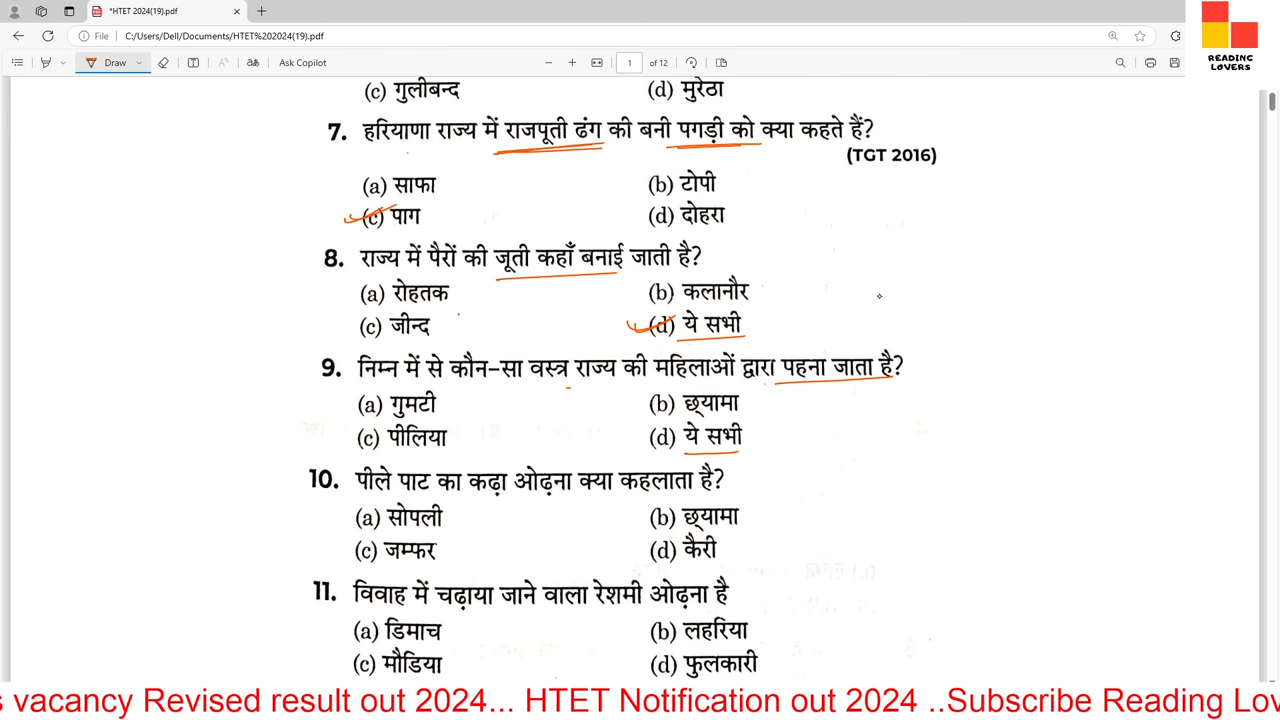 *HTET 2024(19).pdf
File
C:/Users/Dell/Documents/HTET%202024(19).pdf
READING
LOVERS
Draw
Ask Copilot
1 of 12
(c) गुलीबन्द (d) मुरेठा
7. हरियाणा राज्य में राजपूती ढंग की बनी पगड़ी को क्या कहते हैं?
(TGT 2016)
(a) साफा (b) टोपी
(c) पाग (d) दोहरा
8. राज्य में पैरों की जूती कहाँ बनाई जाती है?
(a) रोहतक (b) कलानौर
(c) जीन्द (d) ये सभी
9. निम्न में से कौन-सा वस्त्र राज्य की महिलाओं द्वारा पहना जाता है?
(a) गुमटी (b) छ्यामा
(c) पीलिया (d) ये सभी
10. पीले पाट का कढ़ा ओढ़ना क्या कहलाता है?
(a) सोपली (b) छ्यामा
(c) जम्फर (d) कैरी
11. विवाह में चढ़ाया जाने वाला रेशमी ओढ़ना है
(a) डिमाच (b) लहरिया
(c) मौडिया (d) फुलकारी
s vacancy Revised result out 2024... HTET Notification out 2024 ..Subscribe Reading Lov